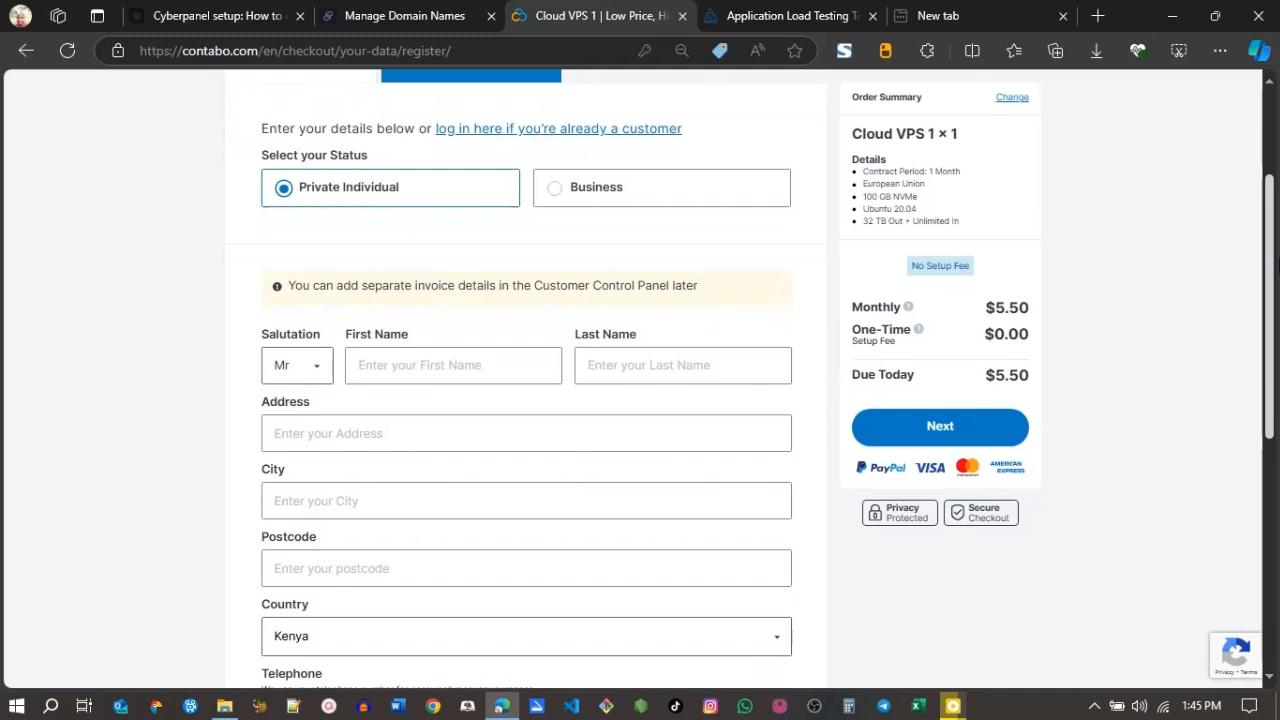 Cyberpanel setup: How to
Manage Domain Names
Cloud VPS 1 | Low Price, Hi
Application Load Testing To
New tab
https://contabo.com/en/checkout/your-data/register/
Enter your details below or log in here if you're already a customer
Select your Status
Private Individual
Business
You can add separate invoice details in the Customer Control Panel later
Salutation
First Name
Last Name
Mr
Enter your First Name
Enter your Last Name
Address
Enter your Address
City
Enter your City
Postcode
Enter your postcode
Country
Kenya
Telephone
Order Summary
Change
Cloud VPS 1 × 1
Details
Contract Period: 1 Month
European Union
100 GB NVMe
Ubuntu 20.04
32 TB Out + Unlimited In
No Setup Fee
Monthly
$5.50
One-Time
Setup Fee
$0.00
Due Today
$5.50
Next
PayPal
VISA
AMERICAN EXPRESS
Privacy
Protected
Secure
Checkout
Privacy - Terms
1:45 PM